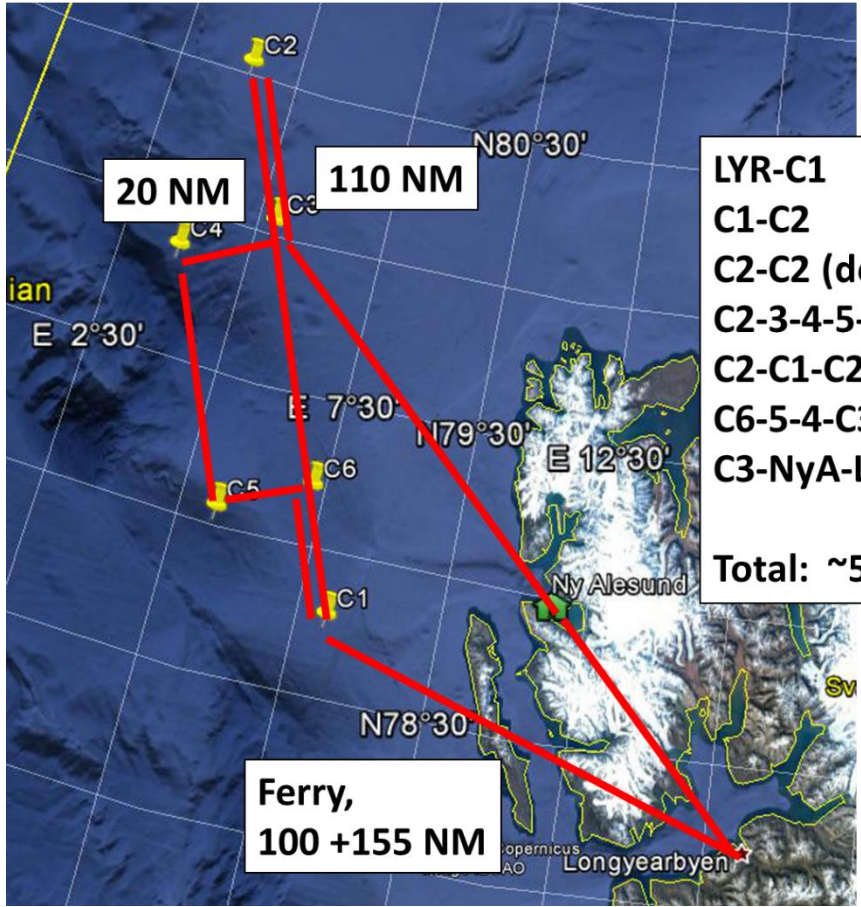 C2
N80°30'
20 NM
110 NM
C3
C4
ian
E 2°30'
E 7°30'
N79°30'
E 12°30'
C6
C5
C1
Ny Alesund
N78°30'
Sv
Ferry,
100 +155 NM
Copernicus
Longyearbyen
LYR-C1
C1-C2
C2-C2 (d
C2-3-4-5-
C2-C1-C2
C6-5-4-C3
C3-NyA-L
Total: ~5